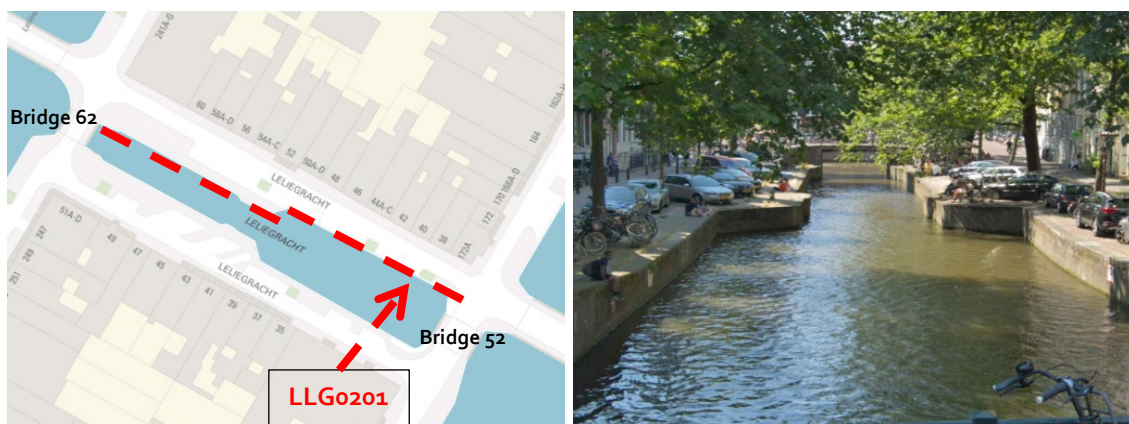 241A-G
Bridge 62
60
58A-D
56
54A-C
52
50A-D
48
46
44A-C
42
40
38
172A
172
170
168A-D
164
162A-H
LELIEGRACHT
LELIEGRACHT
LELIEGRACHT
51A-D
247
249
251
49
47
45
43
41
39
37
35
Bridge 52
LLG0201